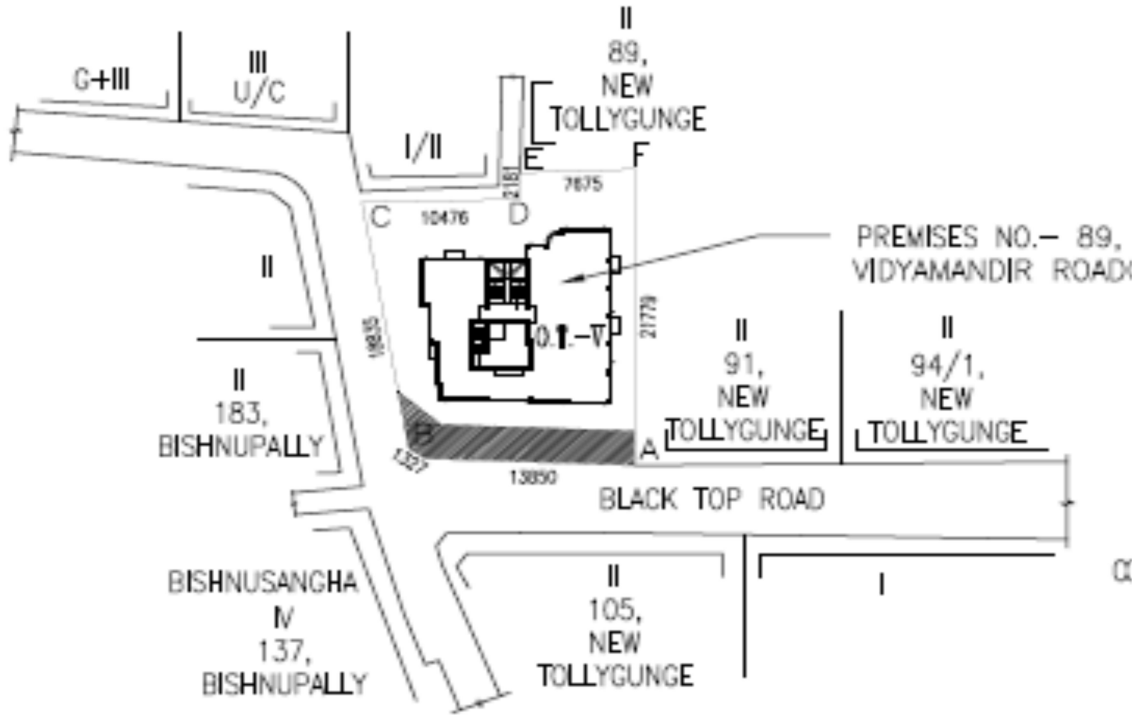 G+III
III
U/C
I/II
II
89,
NEW
TOLLYGUNGE
E
F
7675
2161
C
10476
D
PREMISES NO.- 89,
VIDYAMANDIR ROAD
II
18835
21779
II
183,
BISHNUPALLY
II
91,
NEW
TOLLYGUNGE
II
94/1,
NEW
TOLLYGUNGE
B
A
1327
13850
BLACK TOP ROAD
BISHNUSANGHA
IV
137,
BISHNUPALLY
II
105,
NEW
TOLLYGUNGE
I